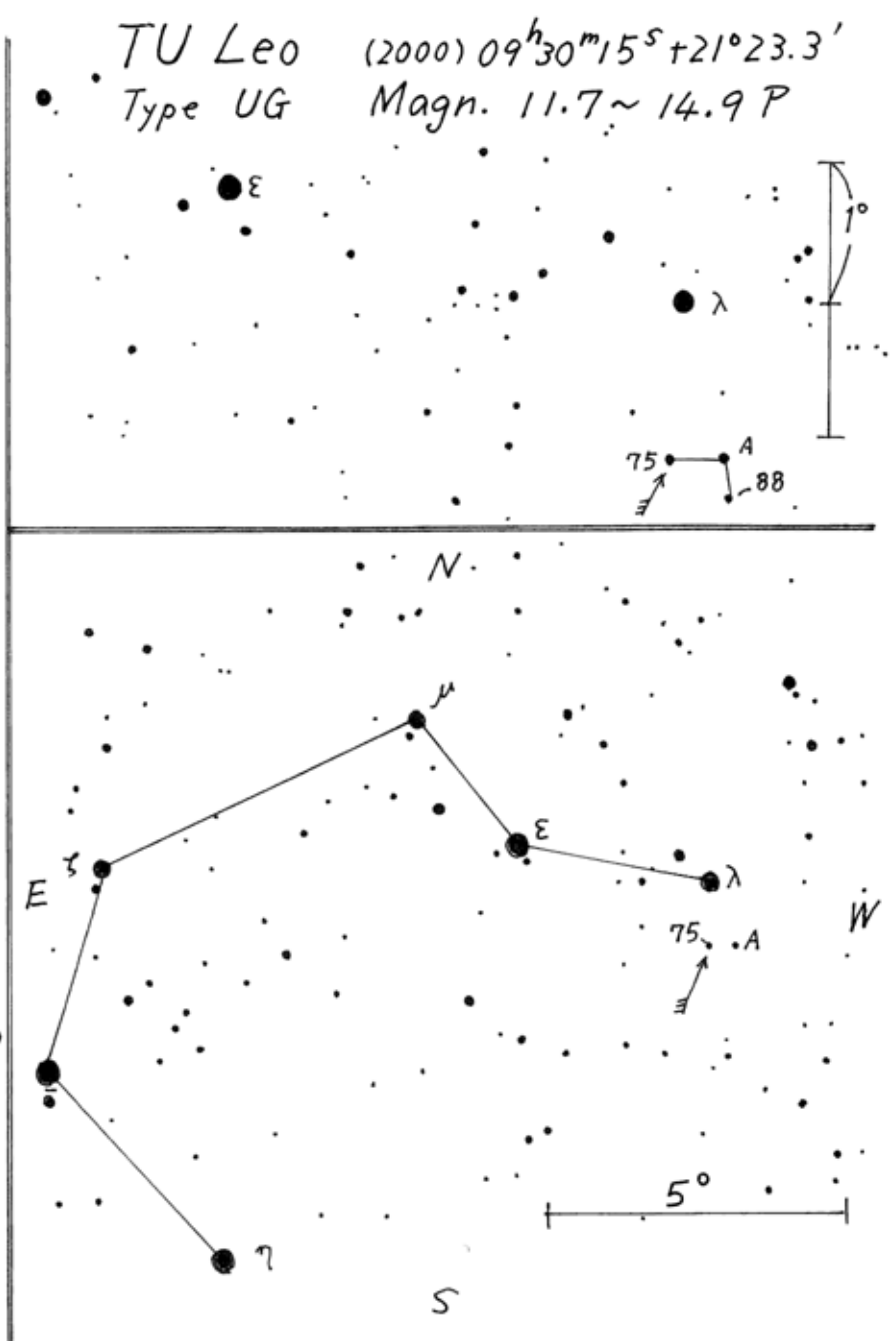 TU Leo (2000) 09ʰ30ᵐ15ˢ +21°23.3′
Type UG Magn. 11.7~14.9 P
ε
1°
λ
75 A
88
N
μ
ε
ζ
λ
E
W
75 A
5°
η
S